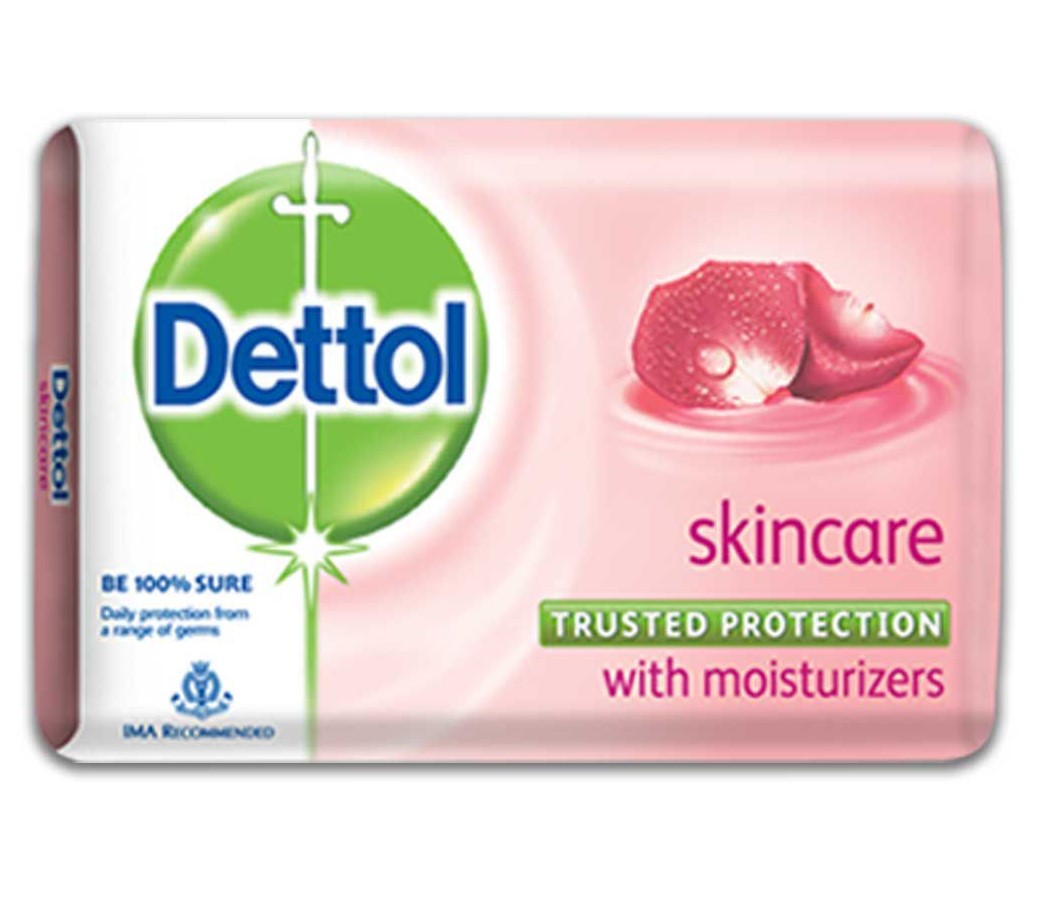 Dettol
skincare
Dettol
BE 100% SURE
Daily protection from
a range of germs
IMA RECOMMENDED
skincare
TRUSTED PROTECTION
with moisturizers